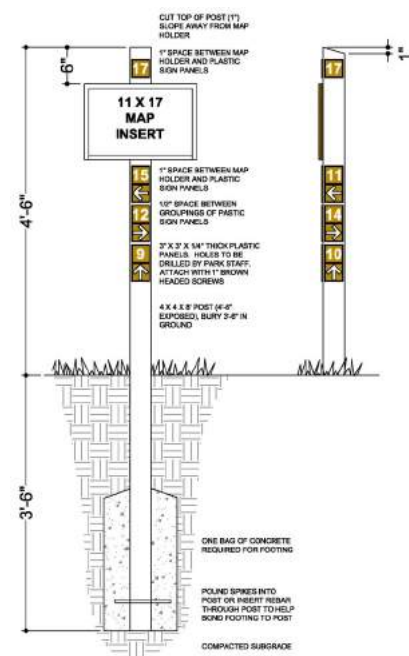 CUT TOP OF POST (1")
SLOPE AWAY FROM MAP
HOLDER
1" SPACE BETWEEN MAP
HOLDER AND PLASTIC
SIGN PANELS
17
17
1"
6"
11 X 17
MAP
INSERT
4'-6"
15
1" SPACE BETWEEN MAP
HOLDER AND PLASTIC
SIGN PANELS
11
12
1/2" SPACE BETWEEN
GROUPINGS OF PASTIC
SIGN PANELS
14
9
3" X 3" X 1/4" THICK PLASTIC
PANELS. HOLES TO BE
DRILLED BY PARK STAFF.
ATTACH WITH 1" BROWN
HEADED SCREWS
10
4 X 4 X 8' POST (4'-6"
EXPOSED), BURY 3'-6" IN
GROUND
3'-6"
ONE BAG OF CONCRETE
REQUIRED FOR FOOTING
POUND SPIKES INTO
POST OR INSERT REBAR
THROUGH POST TO HELP
BOND FOOTING TO POST
COMPACTED SUBGRADE